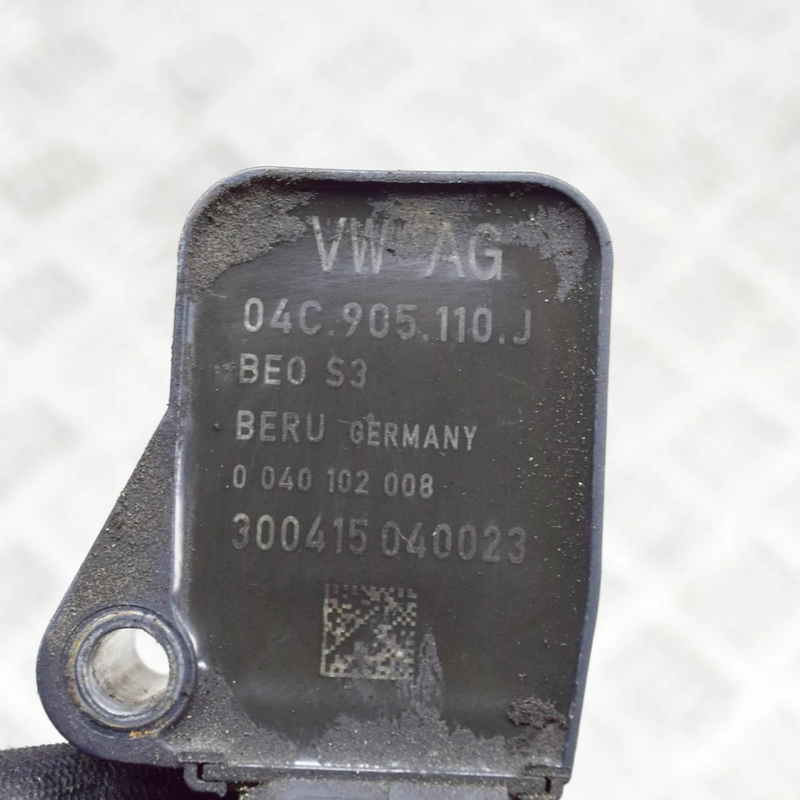 VW AG
04C.905.110.J
BEO S3
BERU GERMANY
0 040 102 008
300415 040023